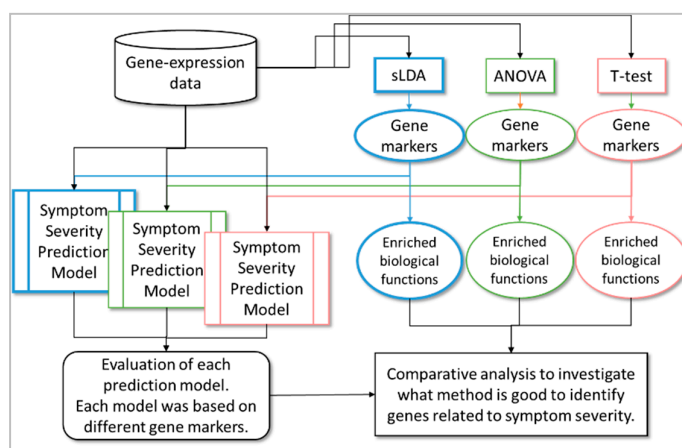 Gene-expression
data
sLDA
ANOVA
T-test
Gene
markers
Gene
markers
Gene
markers
Symptom
Severity
Prediction
Model
Symptom
Severity
Prediction
Model
Symptom
Severity
Prediction
Model
Enriched
biological
functions
Enriched
biological
functions
Enriched
biological
functions
Evaluation of each
prediction model.
Each model was based on
different gene markers.
Comparative analysis to investigate
what method is good to identify
genes related to symptom severity.